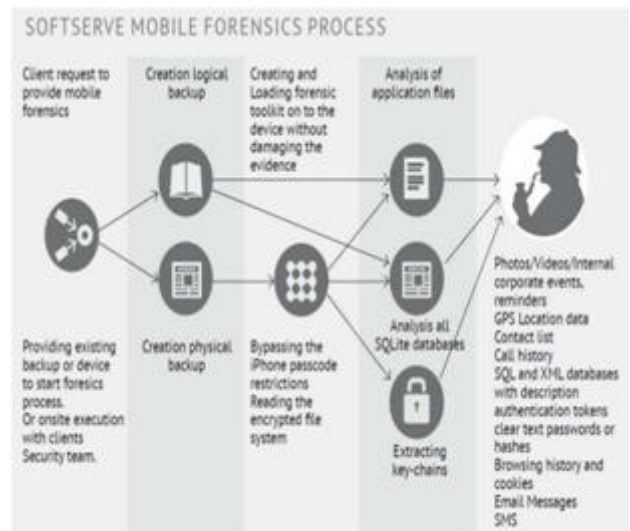 SOFTSERVE MOBILE FORENSICS PROCESS
Client request to
provide mobile
forensics
Creation logical
backup
Creating and
Loading forensic
toolkit on to the
device without
damaging the
evidence
Analysis of
application files
Providing existing
backup or device
to start foresics
process.
Or onsite execution
with clients
Security team.
Creation physical
backup
Bypassing the
iPhone passcode
restrictions
Reading the
encrypted file
system
Analysis all
SQLite databases
Extracting
key-chains
Photos/Videos/Internal
corporate events,
reminders
GPS Location data
Contact list
Call history
SQL and XML databases
with description
authentication tokens
clear text passwords or
hashes
Browsing history and
cookies
Email Messages
SMS